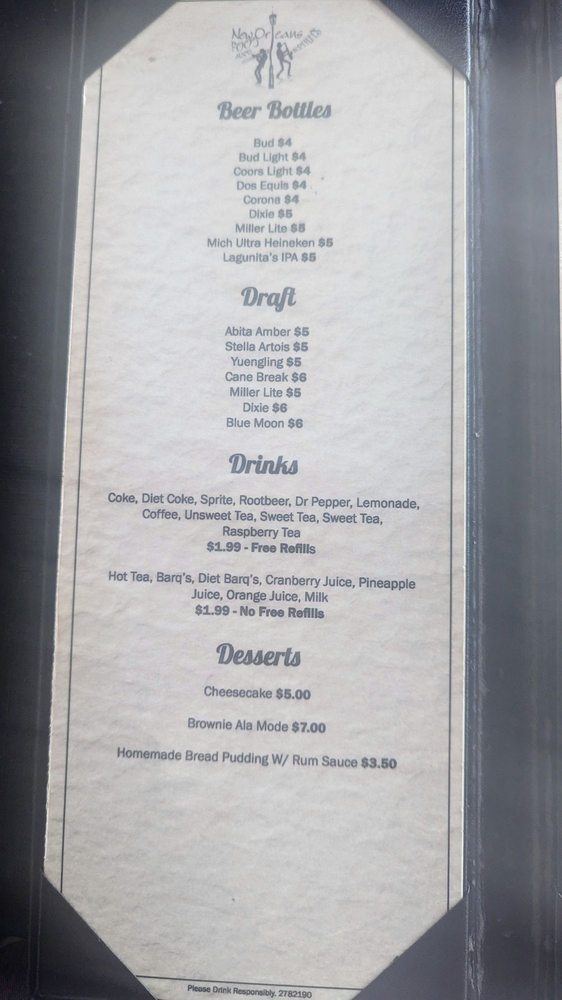 New Orleans
FOOD
Beer Bottles
Bud $4
Bud Light $4
Coors Light $4
Dos Equis $4
Corona $4
Dixie $5
Miller Lite $5
Mich Ultra Heineken $5
Lagunita's IPA $5
Draft
Abita Amber $5
Stella Artois $5
Yuengling $5
Cane Break $6
Miller Lite $5
Dixie $6
Blue Moon $6
Drinks
Coke, Diet Coke, Sprite, Rootbeer, Dr Pepper, Lemonade,
Coffee, Unsweet Tea, Sweet Tea, Sweet Tea,
Raspberry Tea
$1.99 - Free Refills
Hot Tea, Barq's, Diet Barq's, Cranberry Juice, Pineapple
Juice, Orange Juice, Milk
$1.99 - No Free Refills
Desserts
Cheesecake $5.00
Brownie Ala Mode $7.00
Homemade Bread Pudding W/ Rum Sauce $3.50
Please Drink Responsibly. 2782190